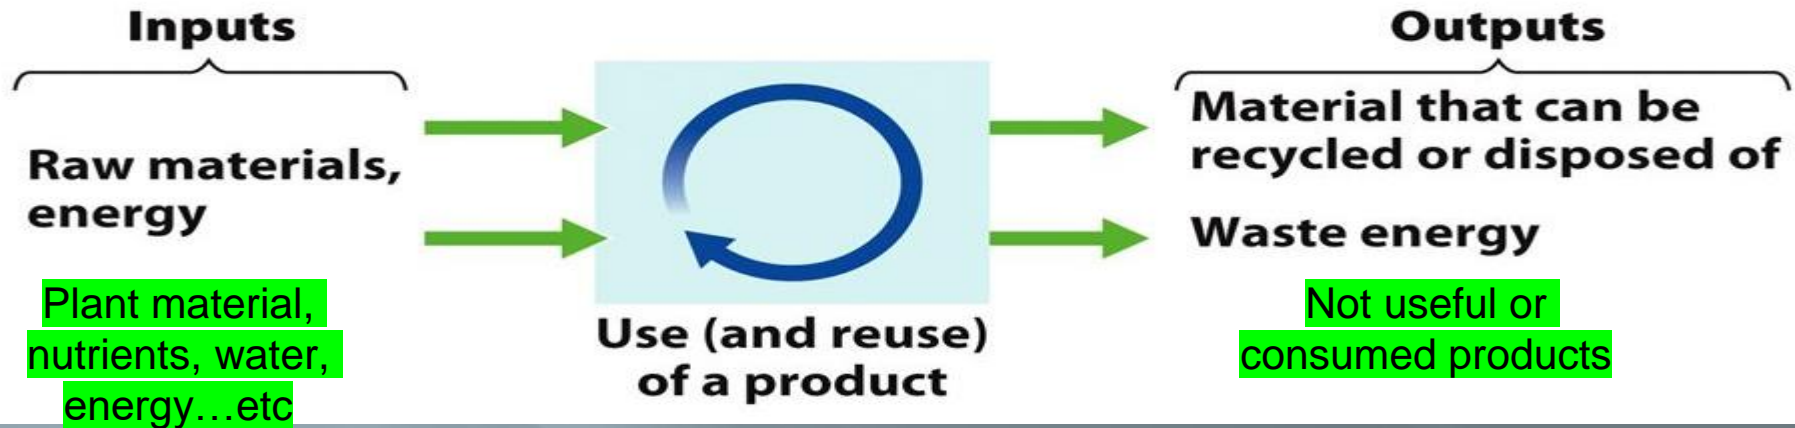 Inputs
Raw materials,
energy
Plant material,
nutrients, water,
energy…etc
Use (and reuse)
of a product
Outputs
Material that can be
recycled or disposed of
Waste energy
Not useful or
consumed products